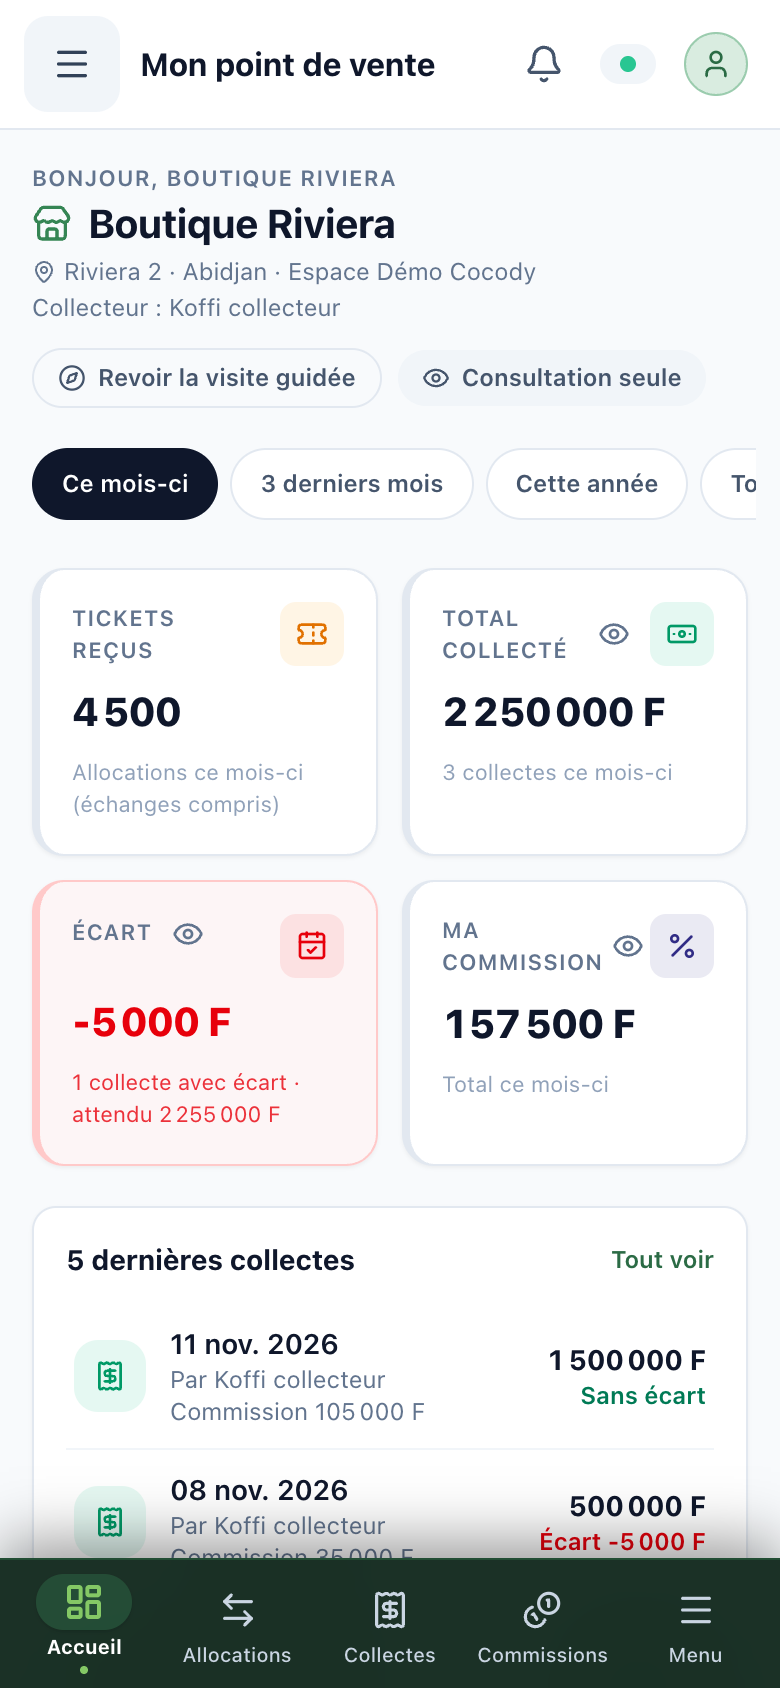 Mon point de vente
BONJOUR, BOUTIQUE RIVIERA
Boutique Riviera
Riviera 2 · Abidjan · Espace Démo Cocody
Collecteur : Koffi collecteur
Revoir la visite guidée
Consultation seule
Ce mois-ci
3 derniers mois
Cette année
To
TICKETS
REÇUS
4 500
Allocations ce mois-ci
(échanges compris)
TOTAL
COLLECTÉ
2 250 000 F
3 collectes ce mois-ci
ÉCART
-5 000 F
1 collecte avec écart ·
attendu 2 255 000 F
MA
COMMISSION
157 500 F
Total ce mois-ci
5 dernières collectes
Tout voir
11 nov. 2026
Par Koffi collecteur
Commission 105 000 F
1 500 000 F
Sans écart
08 nov. 2026
Par Koffi collecteur
Commission 35 000 F
500 000 F
Écart -5 000 F
Accueil
Allocations
Collectes
Commissions
Menu